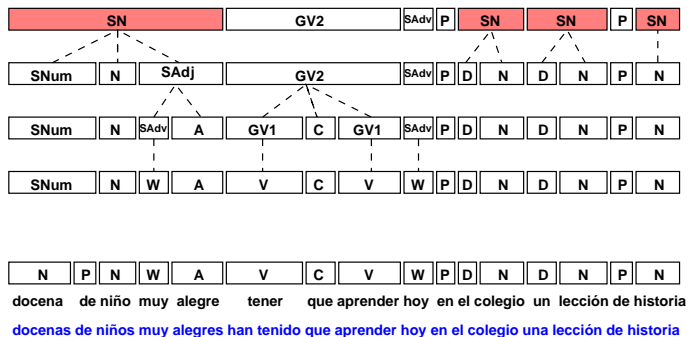 SN GV2 SAdv P SN SN P SN
SNum N SAdj GV2 SAdv P D N D N P N
SNum N SAdv A GV1 C GV1 SAdv P D N D N P N
SNum N W A V C V W P D N D N P N
N P N W A V C V W P D N D N P N
docena de niño muy alegre tener que aprender hoy en el colegio un lección de historia
docenas de niños muy alegres han tenido que aprender hoy en el colegio una lección de historia